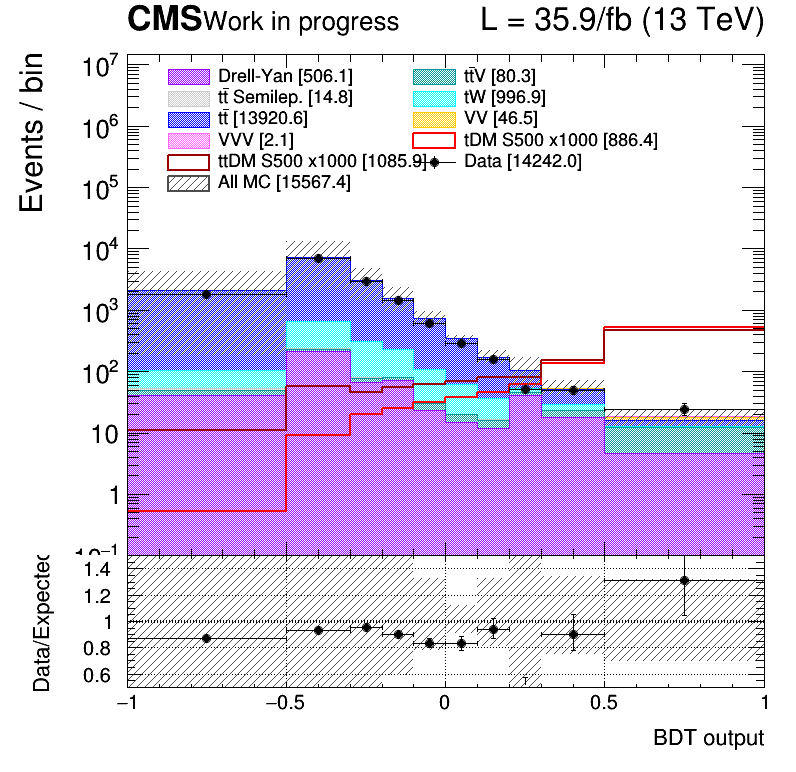 CMS Work in progress L = 35.9/fb (13 TeV)
Events / bin
10⁷
10⁶
10⁵
10⁴
10³
10²
10
1
10⁻¹
Drell-Yan [506.1] tt̄V [80.3]
tt̄ Semilep. [14.8] tW [996.9]
tt̄ [13920.6] VV [46.5]
VVV [2.1] tDM S500 x1000 [886.4]
ttDM S500 x1000 [1085.9] Data [14242.0]
All MC [15567.4]
Data/Expected
1.4
1.2
1
0.8
0.6
−1 −0.5 0 0.5 1
BDT output